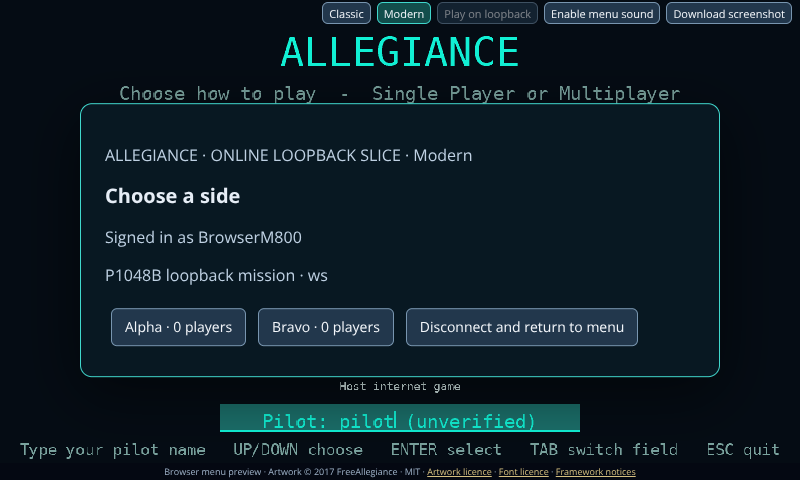 Classic Modern Play on loopback Enable menu sound Download screenshot
ALLEGIANCE
Choose how to play - Single Player or Multiplayer
ALLEGIANCE · ONLINE LOOPBACK SLICE · Modern
Choose a side
Signed in as BrowserM800
P1048B loopback mission · ws
Alpha · 0 players Bravo · 0 players Disconnect and return to menu
Host internet game
Pilot: pilot (unverified)
Type your pilot name UP/DOWN choose ENTER select TAB switch field ESC quit
Browser menu preview · Artwork © 2017 FreeAllegiance · MIT · Artwork licence · Font licence · Framework notices